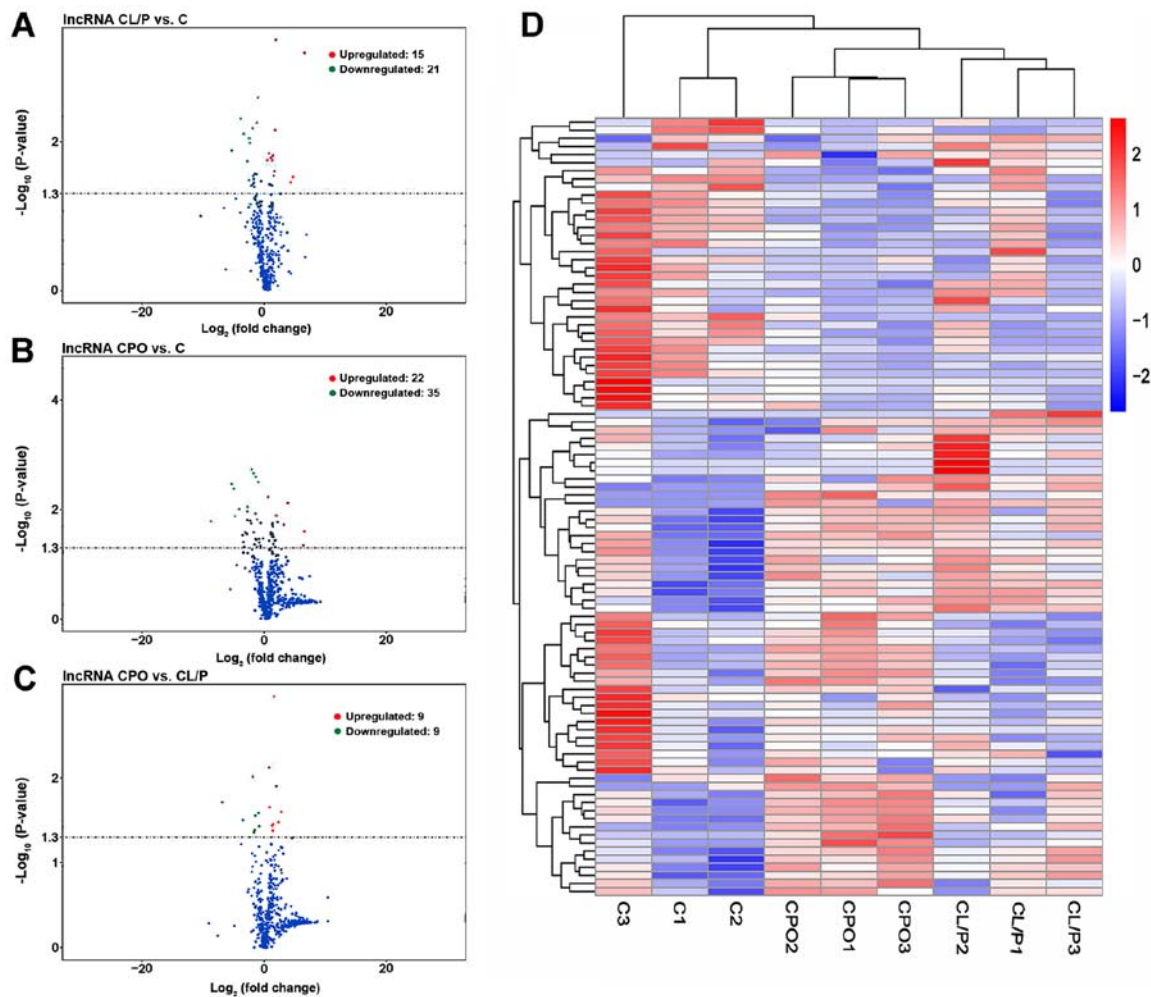 A
lncRNA CL/P vs. C
Upregulated: 15
Downregulated: 21
-Log10 (P-value)
2
1.3
0
−20
0
20
Log2 (fold change)
B
lncRNA CPO vs. C
Upregulated: 22
Downregulated: 35
-Log10 (P-value)
4
2
1.3
0
−20
0
20
Log2 (fold change)
C
lncRNA CPO vs. CL/P
Upregulated: 9
Downregulated: 9
-Log10 (P-value)
2
1.3
1
0
−20
0
20
Log2 (fold change)
D
2
1
0
−1
−2
C3
C1
C2
CPO2
CPO1
CPO3
CL/P2
CL/P1
CL/P3